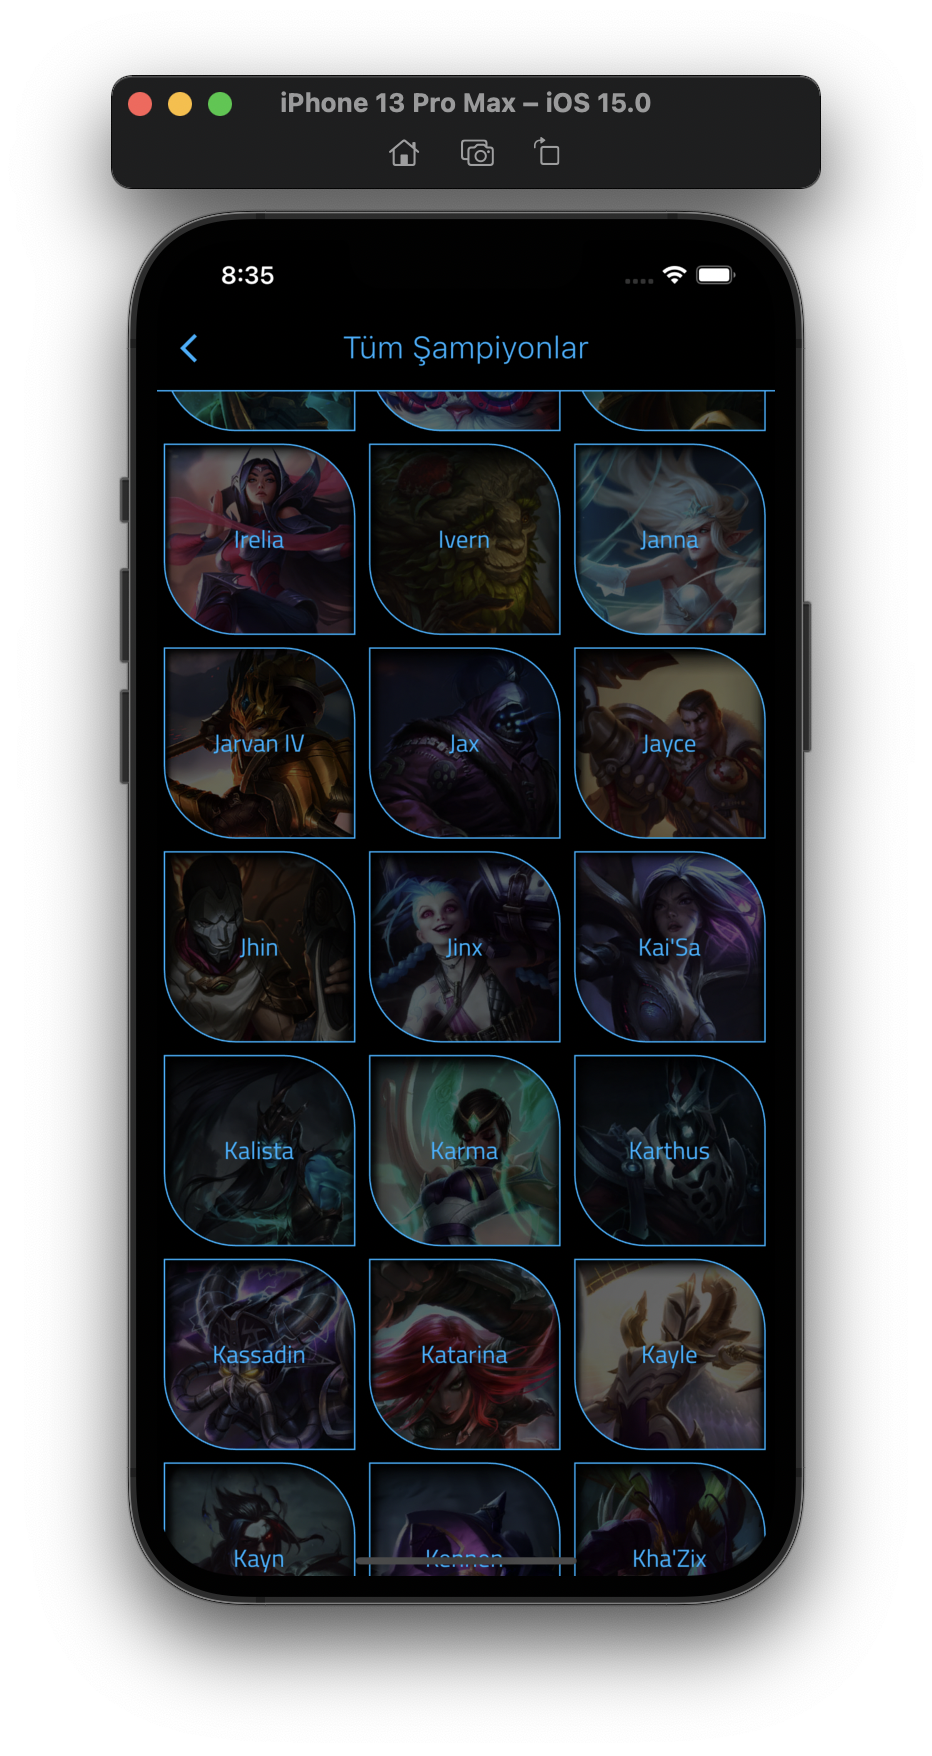 iPhone 13 Pro Max – iOS 15.0
8:35
Tüm Şampiyonlar
Irelia
Ivern
Janna
Jarvan IV
Jax
Jayce
Jhin
Jinx
Kai'Sa
Kalista
Karma
Karthus
Kassadin
Katarina
Kayle
Kayn
Kennen
Kha'Zix